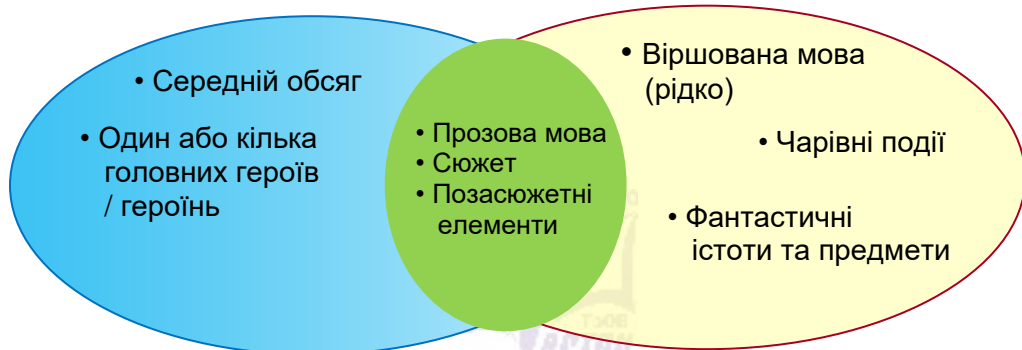 • Середній обсяг
• Один або кілька
головних героїв
/ героїнь
• Прозова мова
• Сюжет
• Позасюжетні
елементи
• Віршована мова
(рідко)
• Чарівні події
• Фантастичні
істоти та предмети